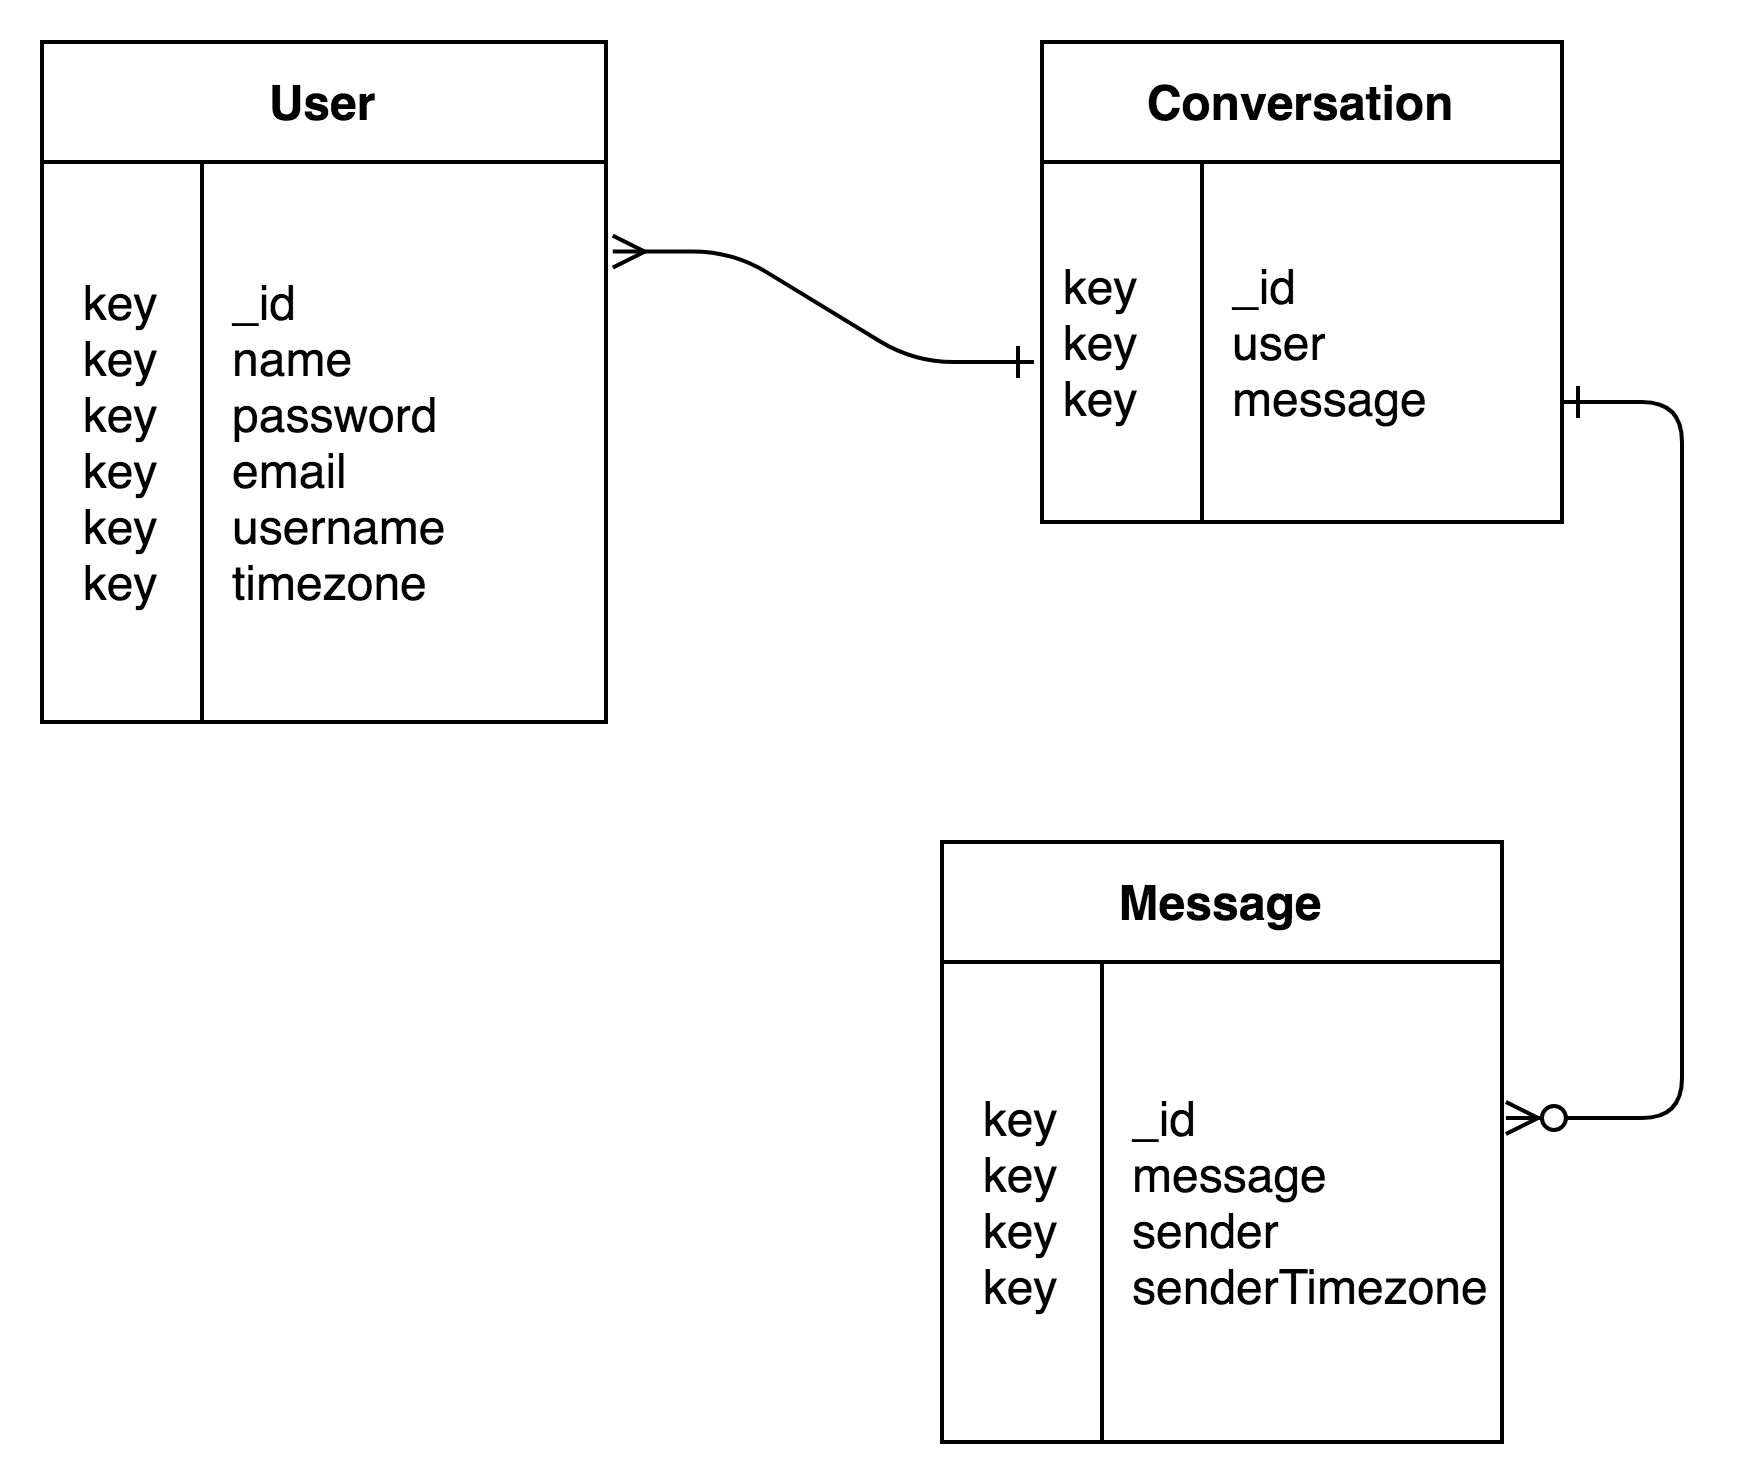 User
key _id
key name
key password
key email
key username
key timezone
Conversation
key _id
key user
key message
Message
key _id
key message
key sender
key senderTimezone